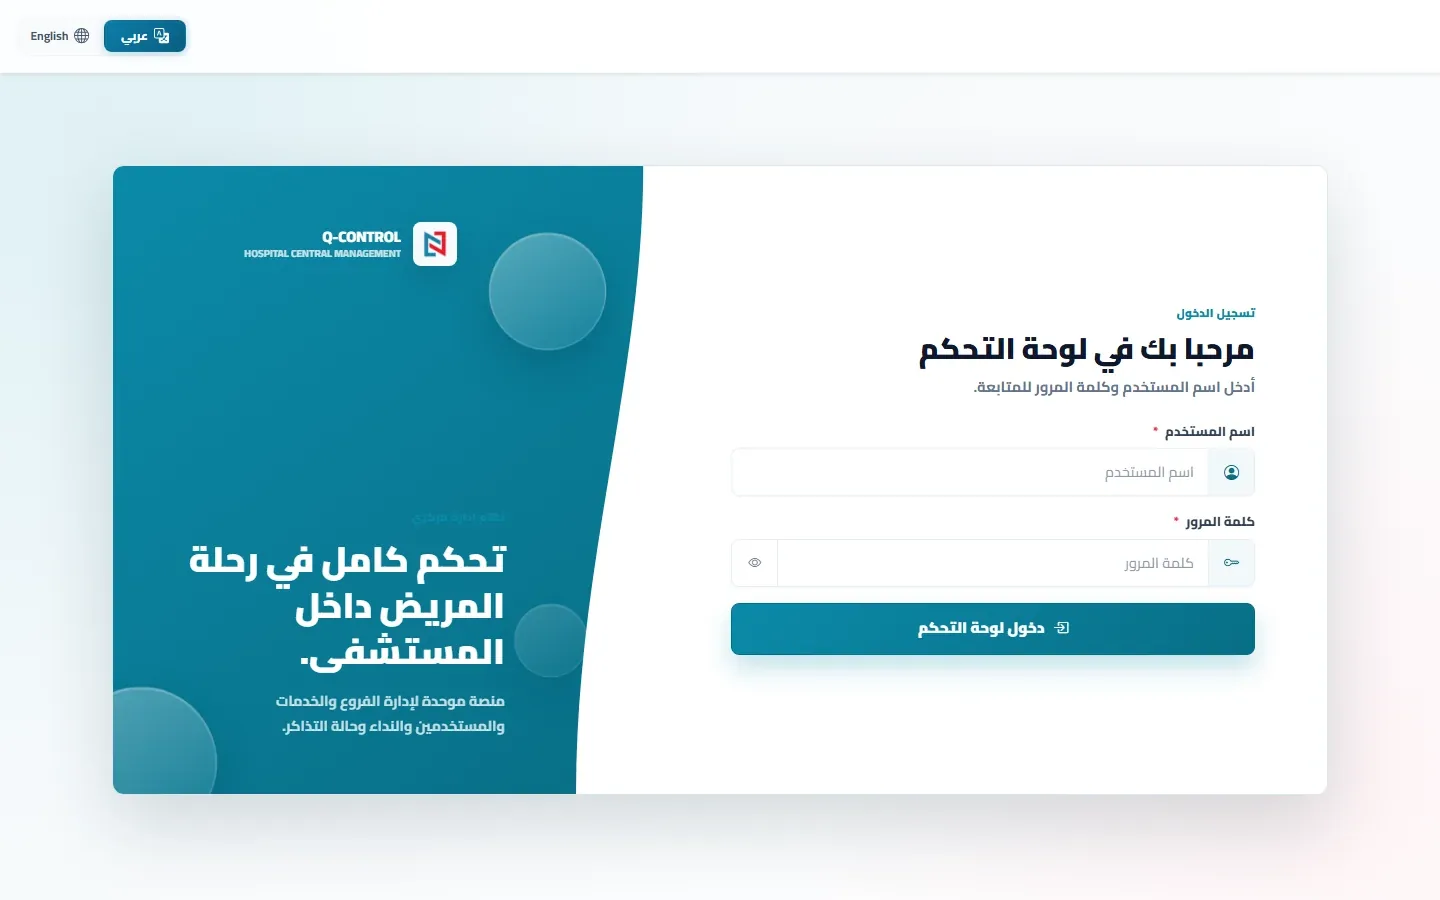 عربي
English
تسجيل الدخول
مرحبا بك في لوحة التحكم
أدخل اسم المستخدم وكلمة المرور للمتابعة.
اسم المستخدم *
اسم المستخدم
كلمة المرور *
كلمة المرور
دخول لوحة التحكم
Q-CONTROL
HOSPITAL CENTRAL MANAGEMENT
تحكم كامل في رحلة
المريض داخل
المستشفى.
منصة موحدة لإدارة الفروع والخدمات
والمستخدمين والنداء وحالة التذاكر.